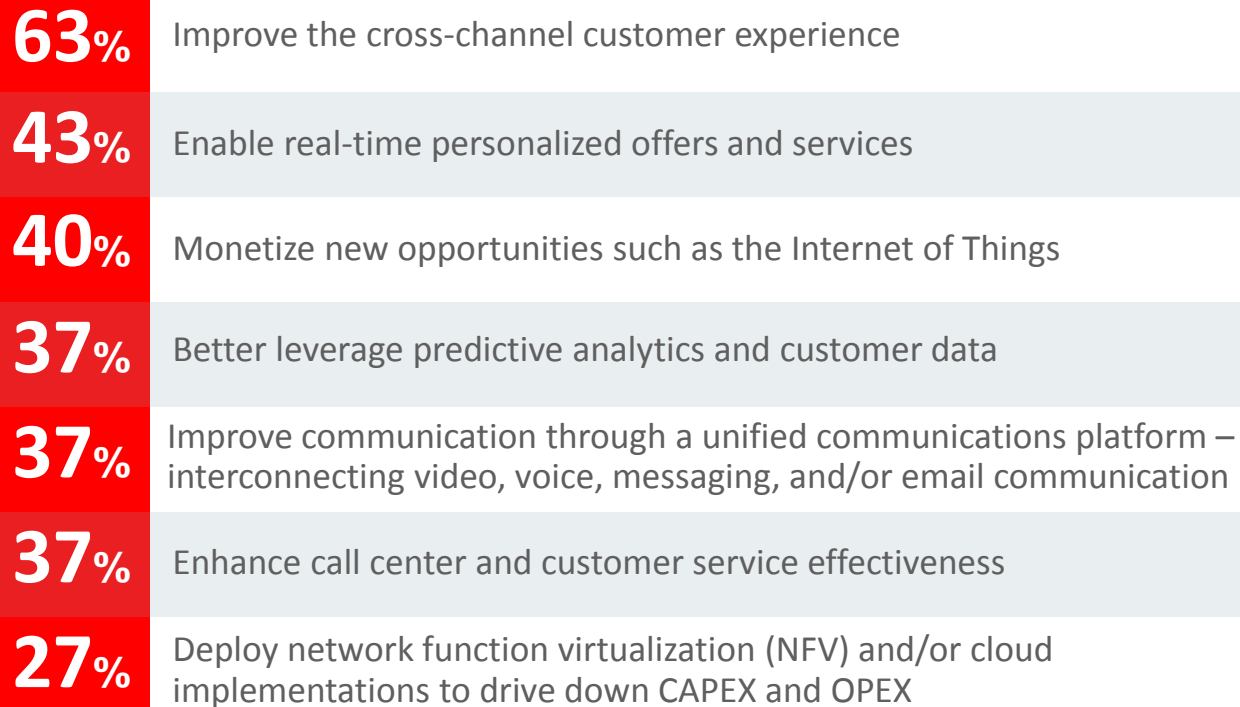 63% Improve the cross-channel customer experience
43% Enable real-time personalized offers and services
40% Monetize new opportunities such as the Internet of Things
37% Better leverage predictive analytics and customer data
37% Improve communication through a unified communications platform –
interconnecting video, voice, messaging, and/or email communication
37% Enhance call center and customer service effectiveness
27% Deploy network function virtualization (NFV) and/or cloud
implementations to drive down CAPEX and OPEX